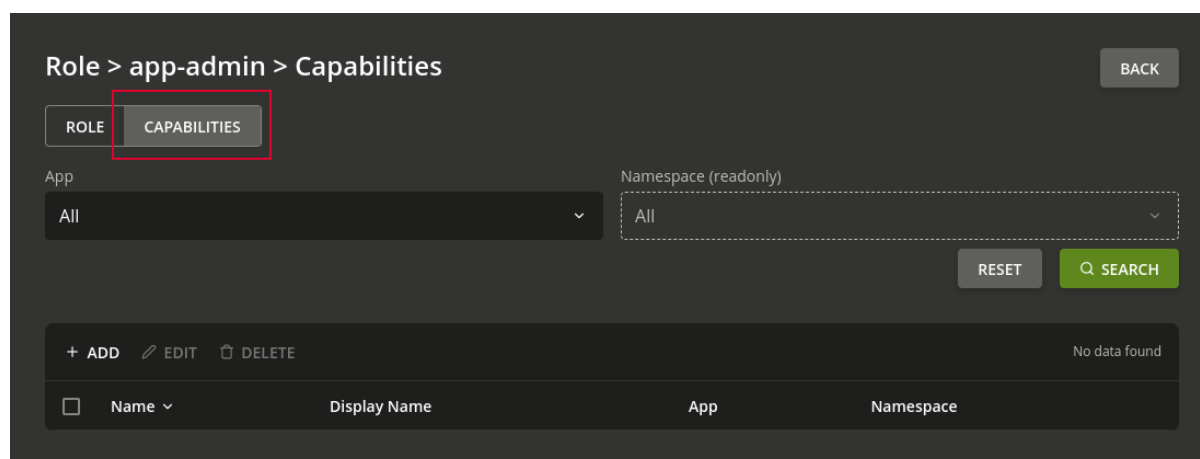 Role > app-admin > Capabilities
BACK
ROLE CAPABILITIES
App Namespace (readonly)
All All
RESET SEARCH
+ ADD EDIT DELETE No data found
Name Display Name App Namespace